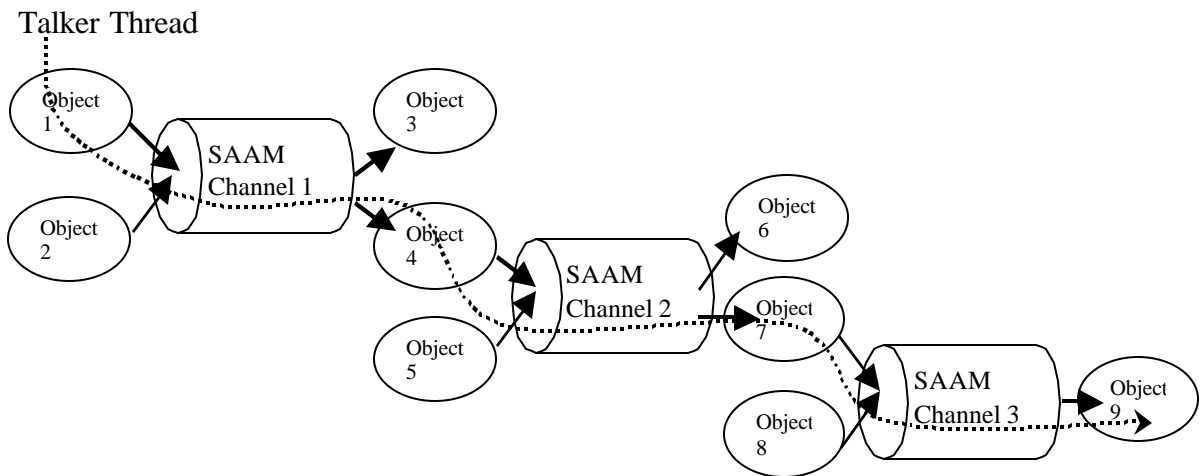 Talker Thread
Object
1
Object
2
SAAM
Channel 1
Object
3
Object
4
Object
5
SAAM
Channel 2
Object
6
Object
7
Object
8
SAAM
Channel 3
Object
9